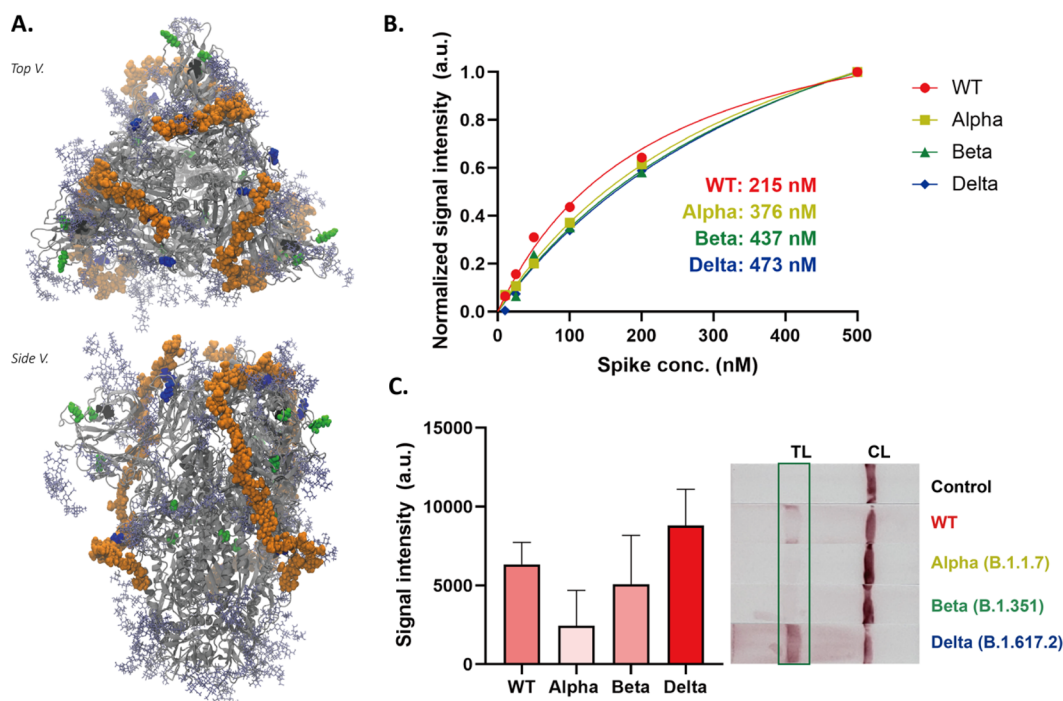 A.
Top V.
Side V.
B.
Normalized signal intensity (a.u.)
1.0
0.8
0.6
0.4
0.2
0.0
0
100
200
300
400
500
Spike conc. (nM)
WT: 215 nM
Alpha: 376 nM
Beta: 437 nM
Delta: 473 nM
WT
Alpha
Beta
Delta
C.
Signal intensity (a.u.)
15000
10000
5000
0
WT
Alpha
Beta
Delta
TL
CL
Control
WT
Alpha (B.1.1.7)
Beta (B.1.351)
Delta (B.1.617.2)